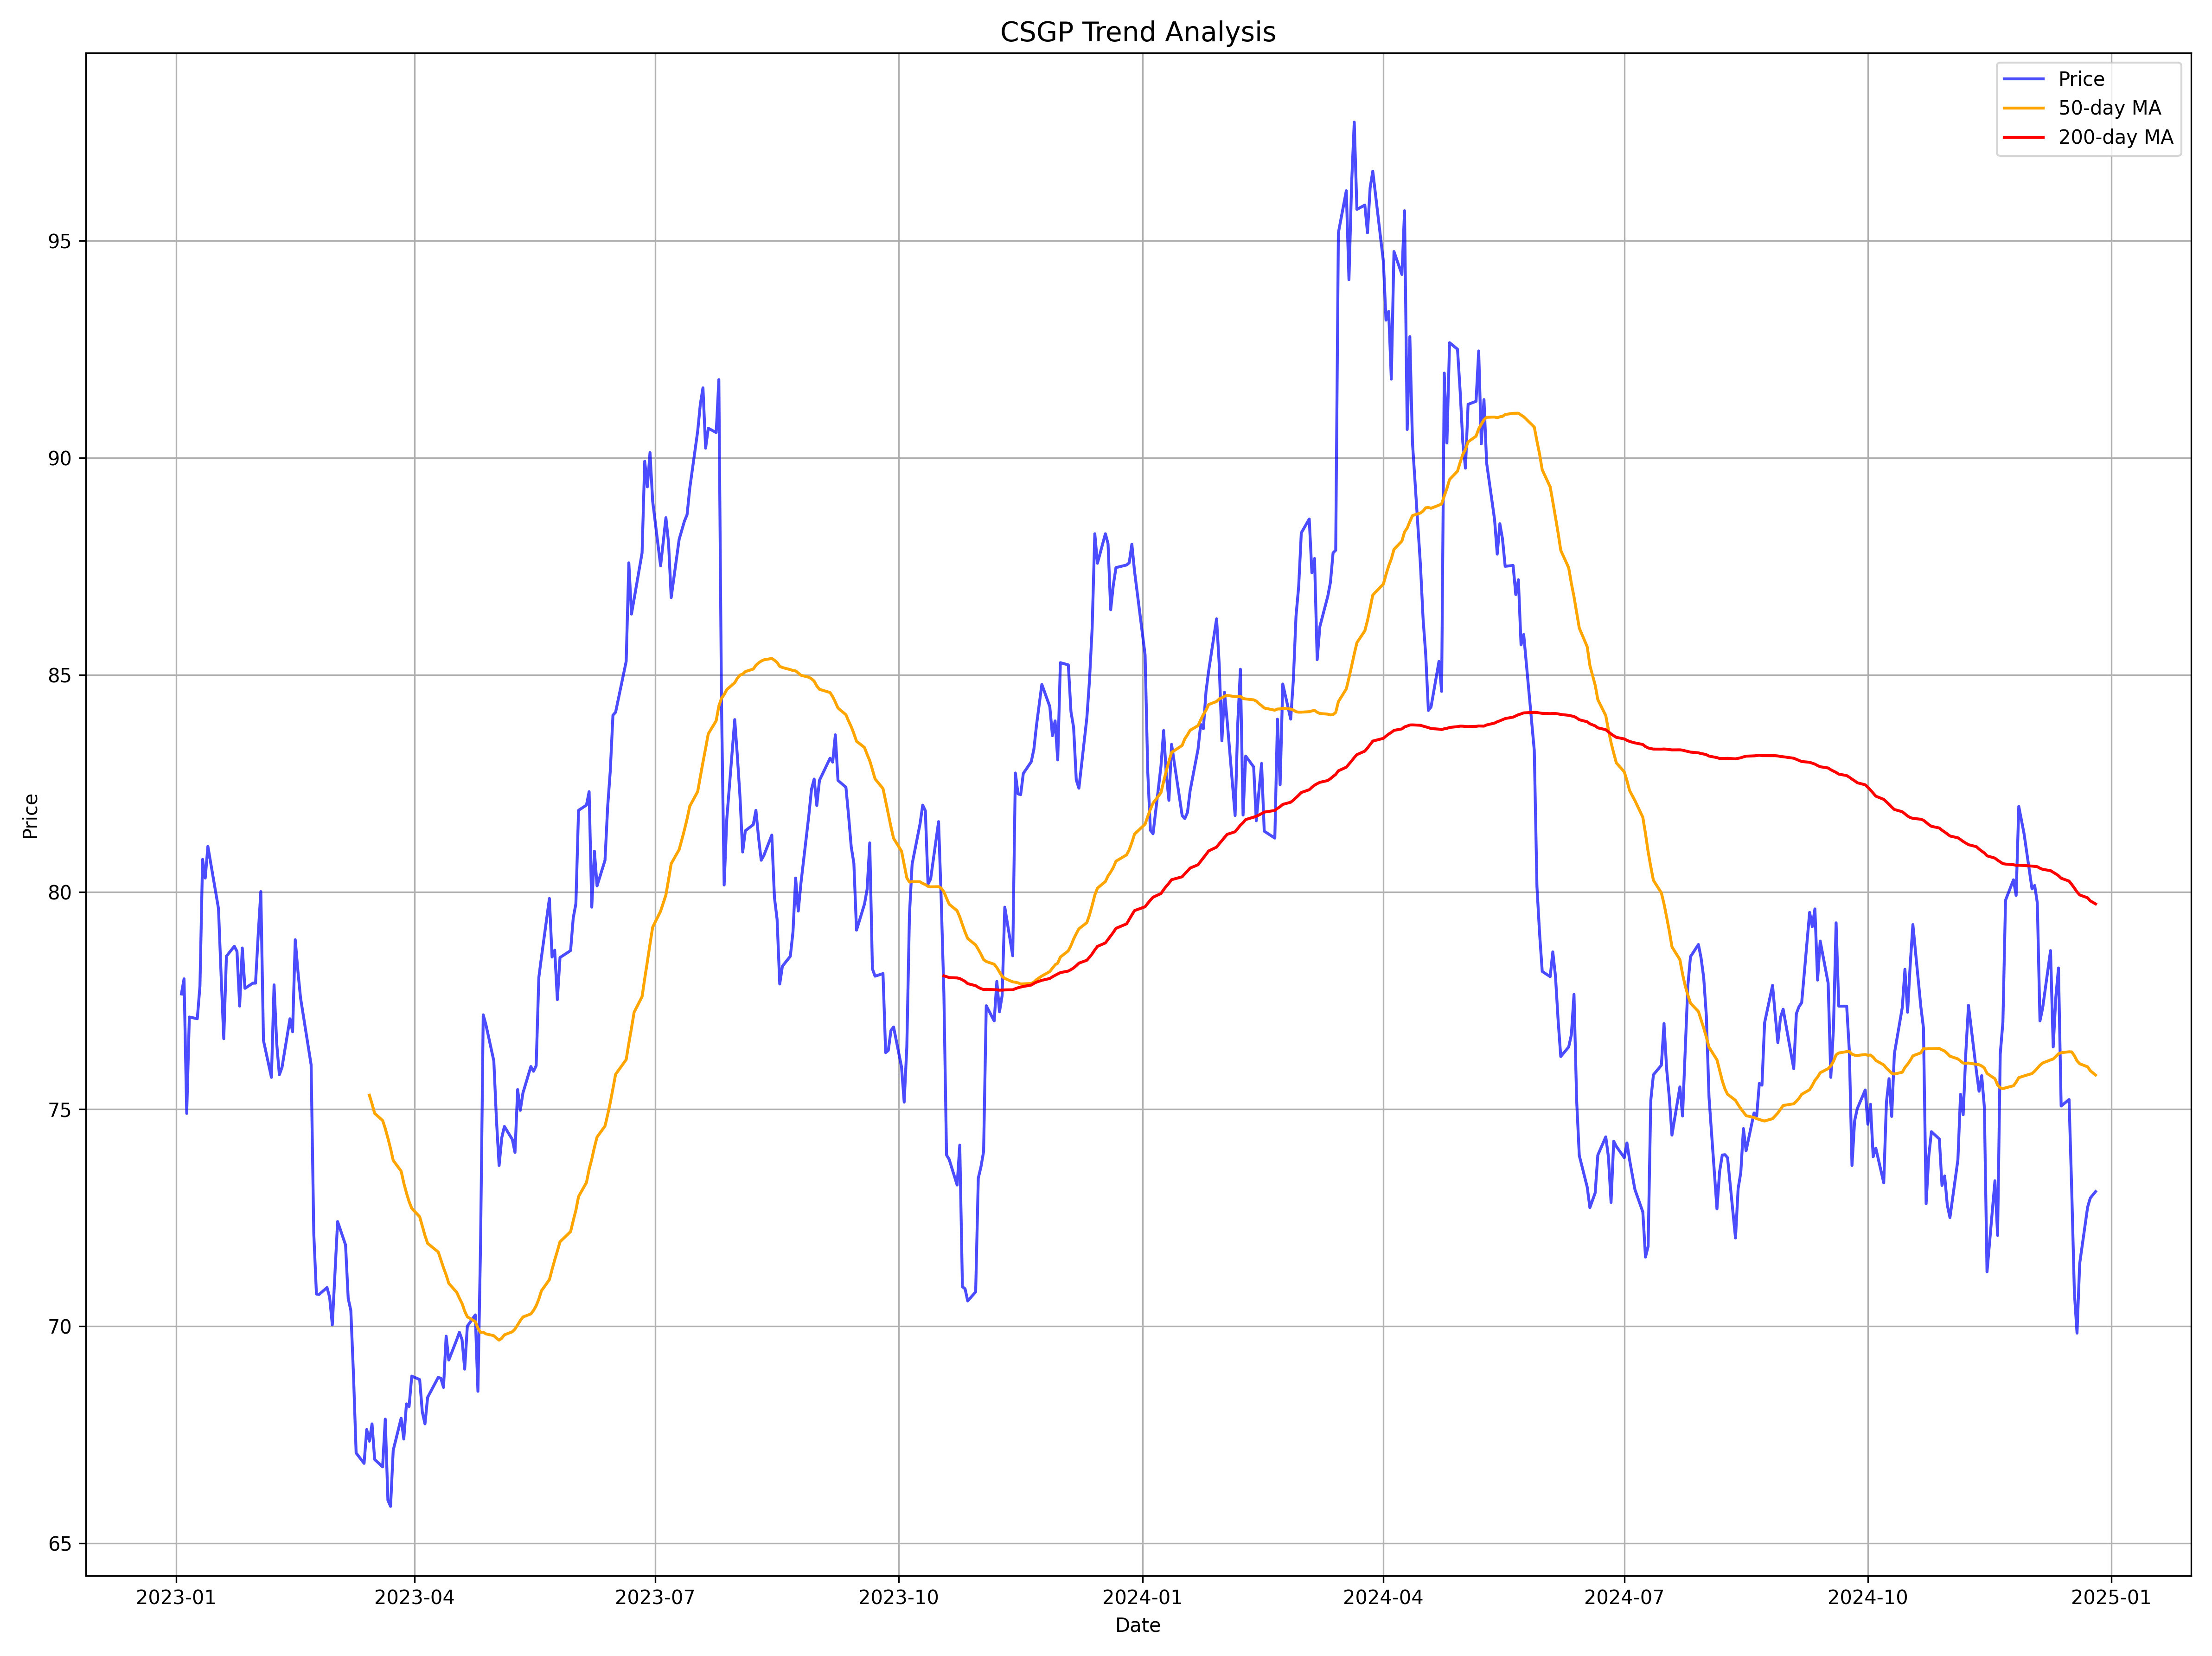 CSGP Trend Analysis
Price
50-day MA
200-day MA
Price
95
90
85
80
75
70
65
2023-01
2023-04
2023-07
2023-10
2024-01
2024-04
2024-07
2024-10
2025-01
Date